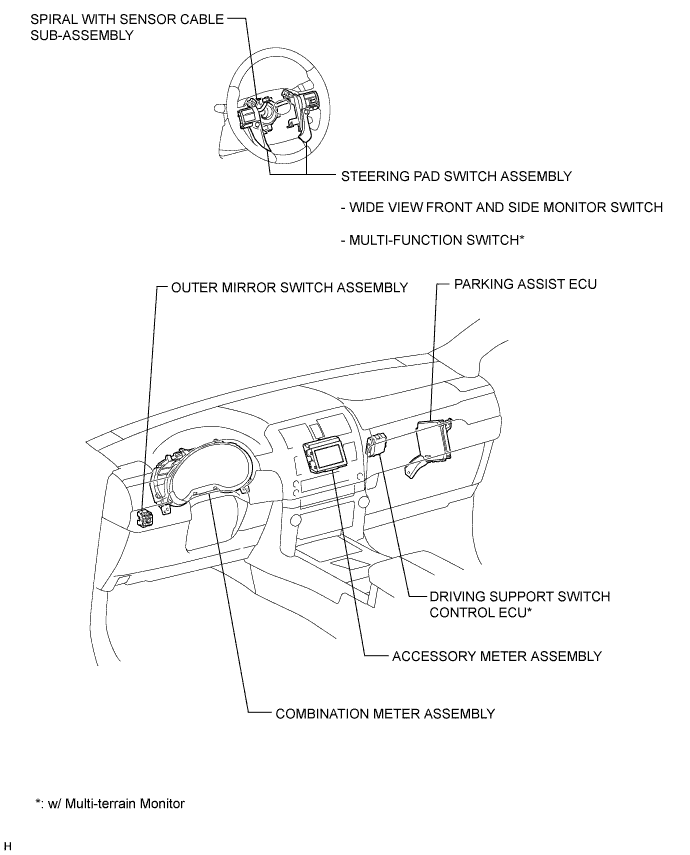 SPIRAL WITH SENSOR CABLE
SUB-ASSEMBLY
STEERING PAD SWITCH ASSEMBLY
- WIDE VIEW FRONT AND SIDE MONITOR SWITCH
- MULTI-FUNCTION SWITCH*
OUTER MIRROR SWITCH ASSEMBLY
PARKING ASSIST ECU
DRIVING SUPPORT SWITCH
CONTROL ECU*
ACCESSORY METER ASSEMBLY
COMBINATION METER ASSEMBLY
*: w/ Multi-terrain Monitor
H